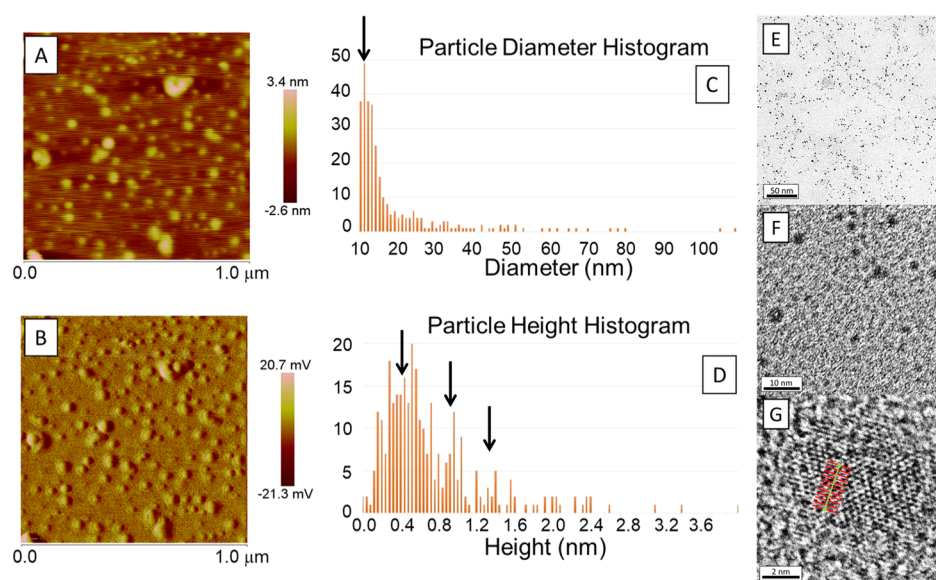 A
3.4 nm
-2.6 nm
0.0
1.0 μm
B
20.7 mV
-21.3 mV
0.0
1.0 μm
Particle Diameter Histogram
C
50
40
30
20
10
0
10 20 30 40 50 60 70 80 90 100
Diameter (nm)
Particle Height Histogram
D
20
15
10
5
0
0.0 0.4 0.8 1.2 1.6 2.0 2.4 2.8 3.2 3.6
Height (nm)
E
50 nm
F
10 nm
G
2 nm